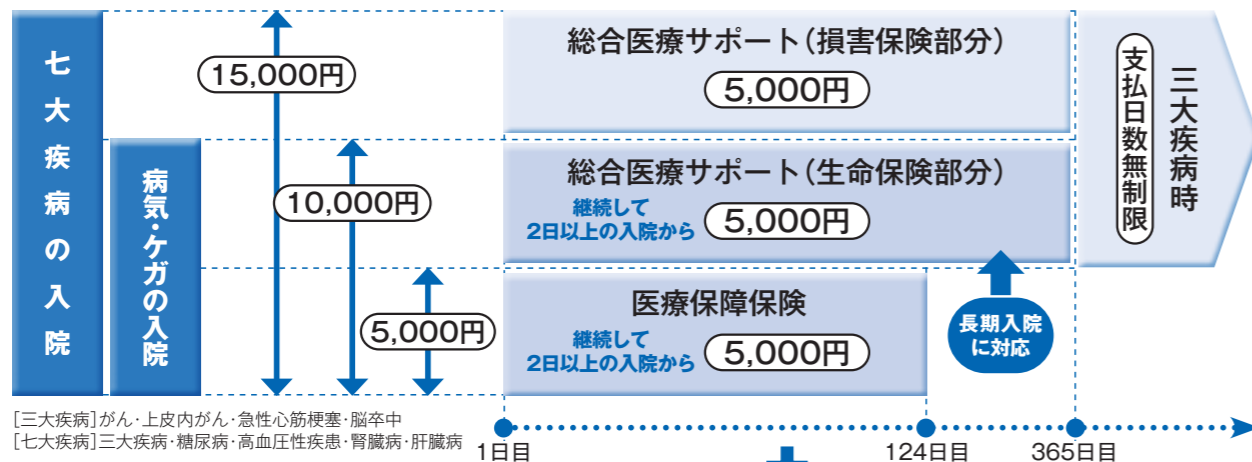 七大疾病の入院
病気・ケガの入院
15,000円
10,000円
5,000円
総合医療サポート（損害保険部分）
5,000円
総合医療サポート（生命保険部分）
継続して
2日以上の入院から
5,000円
医療保障保険
継続して
2日以上の入院から
5,000円
長期入院
に対応
三大疾病時
支払日数無制限
[三大疾病]がん・上皮内がん・急性心筋梗塞・脳卒中
[七大疾病]三大疾病・糖尿病・高血圧性疾患・腎臓病・肝臓病
1日目
124日目
365日目